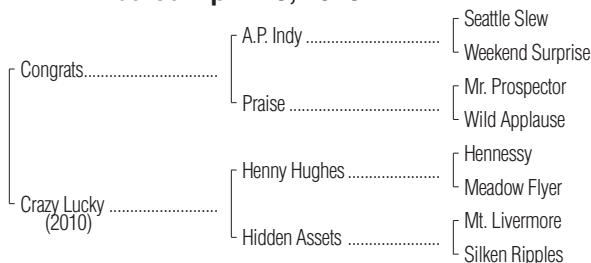 Seattle Slew
A.P. Indy ........................................
Weekend Surprise
Congrats........................................
Mr. Prospector
Praise ............................................
Wild Applause
Hennessy
Henny Hughes ...........................
Meadow Flyer
Crazy Lucky ................................
(2010)
Mt. Livermore
Hidden Assets ...........................
Silken Ripples